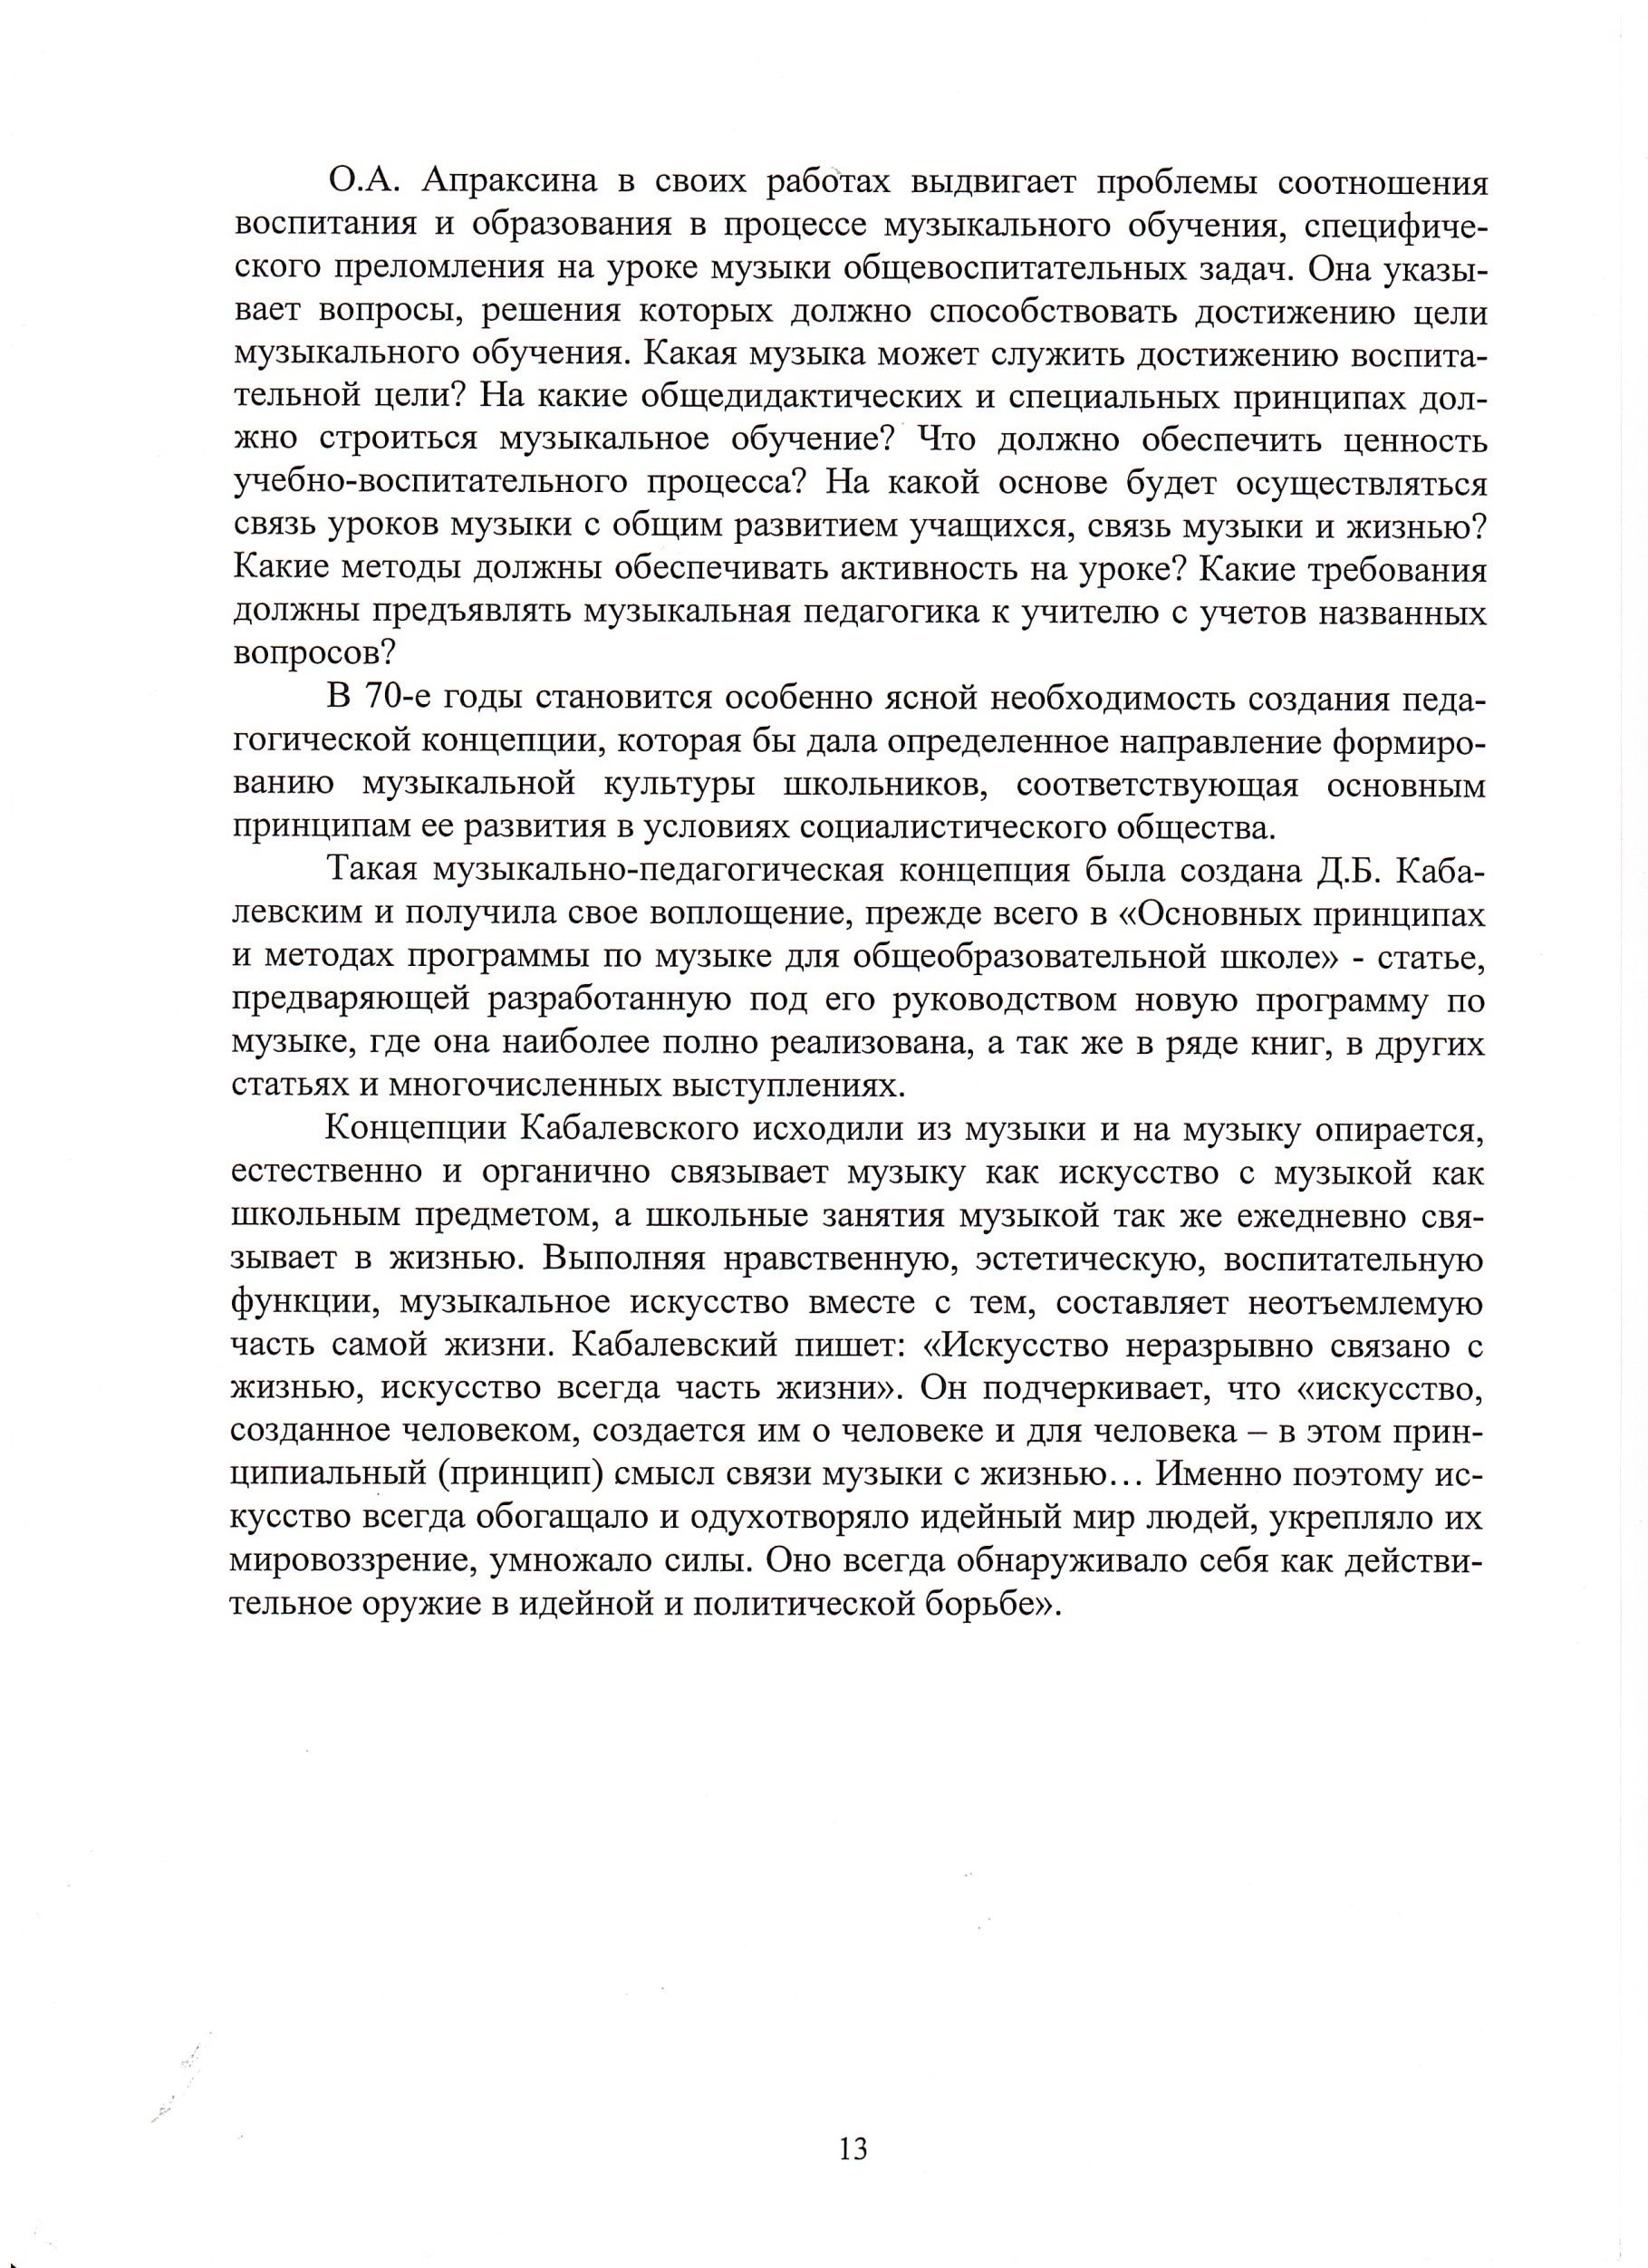 О.А. Апраксина в своих работах выдвигает проблемы соотношения
воспитания и образования в процессе музыкального обучения, специфиче-
ского преломления на уроке музыки общевоспитательных задач. Она указы-
вает вопросы, решения которых должно способствовать достижению цели
музыкального обучения. Какая музыка может служить достижению воспита-
тельной цели? На какие общедидактических и специальных принципах дол-
жно строиться музыкальное обучение? Что должно обеспечить ценность
учебно-воспитательного процесса? На какой основе будет осуществляться
связь уроков музыки с общим развитием учащихся, связь музыки и жизнью?
Какие методы должны обеспечивать активность на уроке? Какие требования
должны предъявлять музыкальная педагогика к учителю с учетов названных
вопросов?
В 70-е годы становится особенно ясной необходимость создания педа-
гогической концепции, которая бы дала определенное направление формиро-
ванию музыкальной культуры школьников, соответствующая основным
принципам ее развития в условиях социалистического общества.
Такая музыкально-педагогическая концепция была создана Д.Б. Каба-
левским и получила свое воплощение, прежде всего в «Основных принципах
и методах программы по музыке для общеобразовательной школе» - статье,
предваряющей разработанную под его руководством новую программу по
музыке, где она наиболее полно реализована, а так же в ряде книг, в других
статьях и многочисленных выступлениях.
Концепции Кабалевского исходили из музыки и на музыку опирается,
естественно и органично связывает музыку как искусство с музыкой как
школьным предметом, а школьные занятия музыкой так же ежедневно свя-
зывает в жизнью. Выполняя нравственную, эстетическую, воспитательную
функции, музыкальное искусство вместе с тем, составляет неотъемлемую
часть самой жизни. Кабалевский пишет: «Искусство неразрывно связано с
жизнью, искусство всегда часть жизни». Он подчеркивает, что «искусство,
созданное человеком, создается им о человеке и для человека – в этом прин-
ципиальный (принцип) смысл связи музыки с жизнью… Именно поэтому ис-
кусство всегда обогащало и одухотворяло идейный мир людей, укрепляло их
мировоззрение, умножало силы. Оно всегда обнаруживало себя как действи-
тельное оружие в идейной и политической борьбе».
13